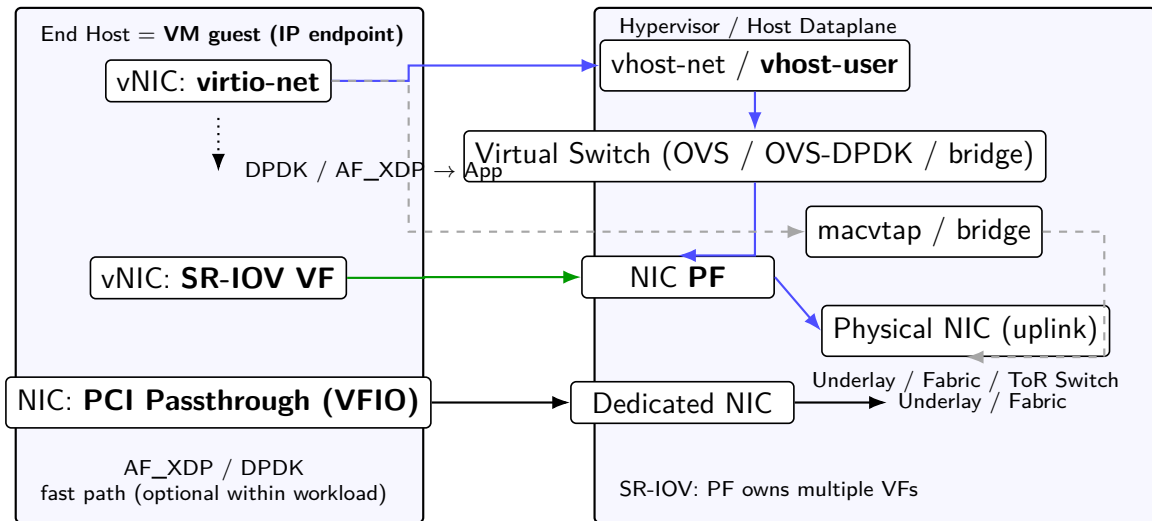 End Host = VM guest (IP endpoint)
vNIC: virtio-net
DPDK / AF_XDP → App
vNIC: SR-IOV VF
NIC: PCI Passthrough (VFIO)
AF_XDP / DPDK
fast path (optional within workload)
Hypervisor / Host Dataplane
vhost-net / vhost-user
Virtual Switch (OVS / OVS-DPDK / bridge)
macvtap / bridge
NIC PF
Physical NIC (uplink)
Underlay / Fabric / ToR Switch
Dedicated NIC
Underlay / Fabric
SR-IOV: PF owns multiple VFs